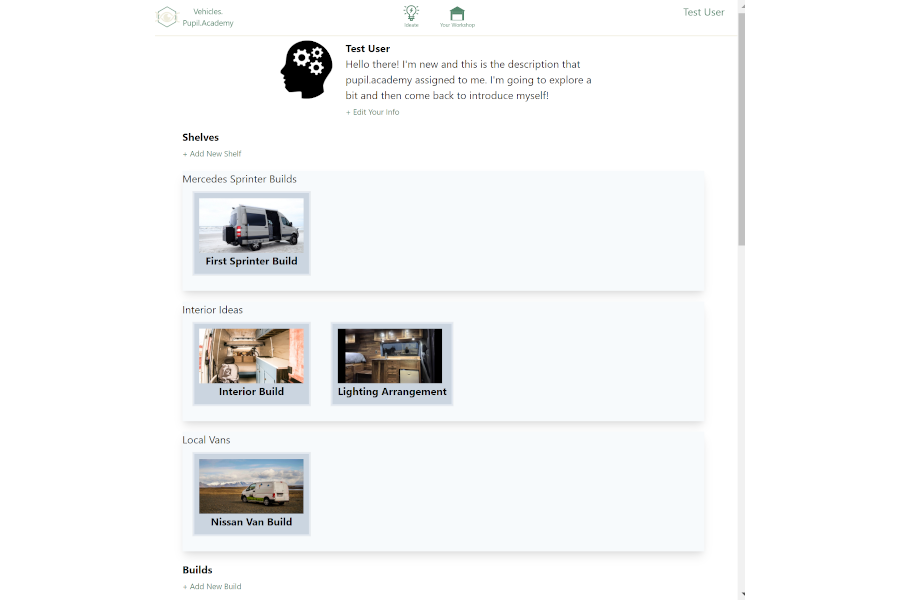 Vehicles.
Pupil.Academy
Ideate
Your Workshop
Test User
Test User
Hello there! I'm new and this is the description that
pupil.academy assigned to me. I'm going to explore a
bit and then come back to introduce myself!
+ Edit Your Info
Shelves
+ Add New Shelf
Mercedes Sprinter Builds
First Sprinter Build
Interior Ideas
Interior Build
Lighting Arrangement
Local Vans
Nissan Van Build
Builds
+ Add New Build